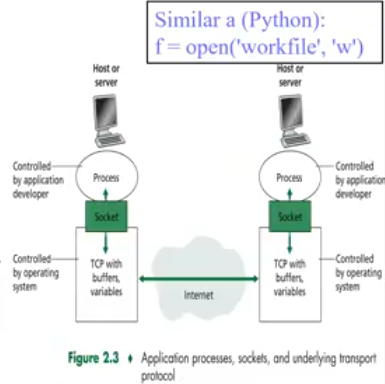 Similar a (Python):
f = open('workfile', 'w')
Host or
server
Host or
server
Controlled
by application
developer
Process
Process
Controlled
by application
developer
Socket
Socket
Controlled
by operating
system
TCP with
buffers,
variables
Internet
TCP with
buffers,
variables
Controlled
by operating
system
Figure 2.3 ♦ Application processes, sockets, and underlying transport
protocol